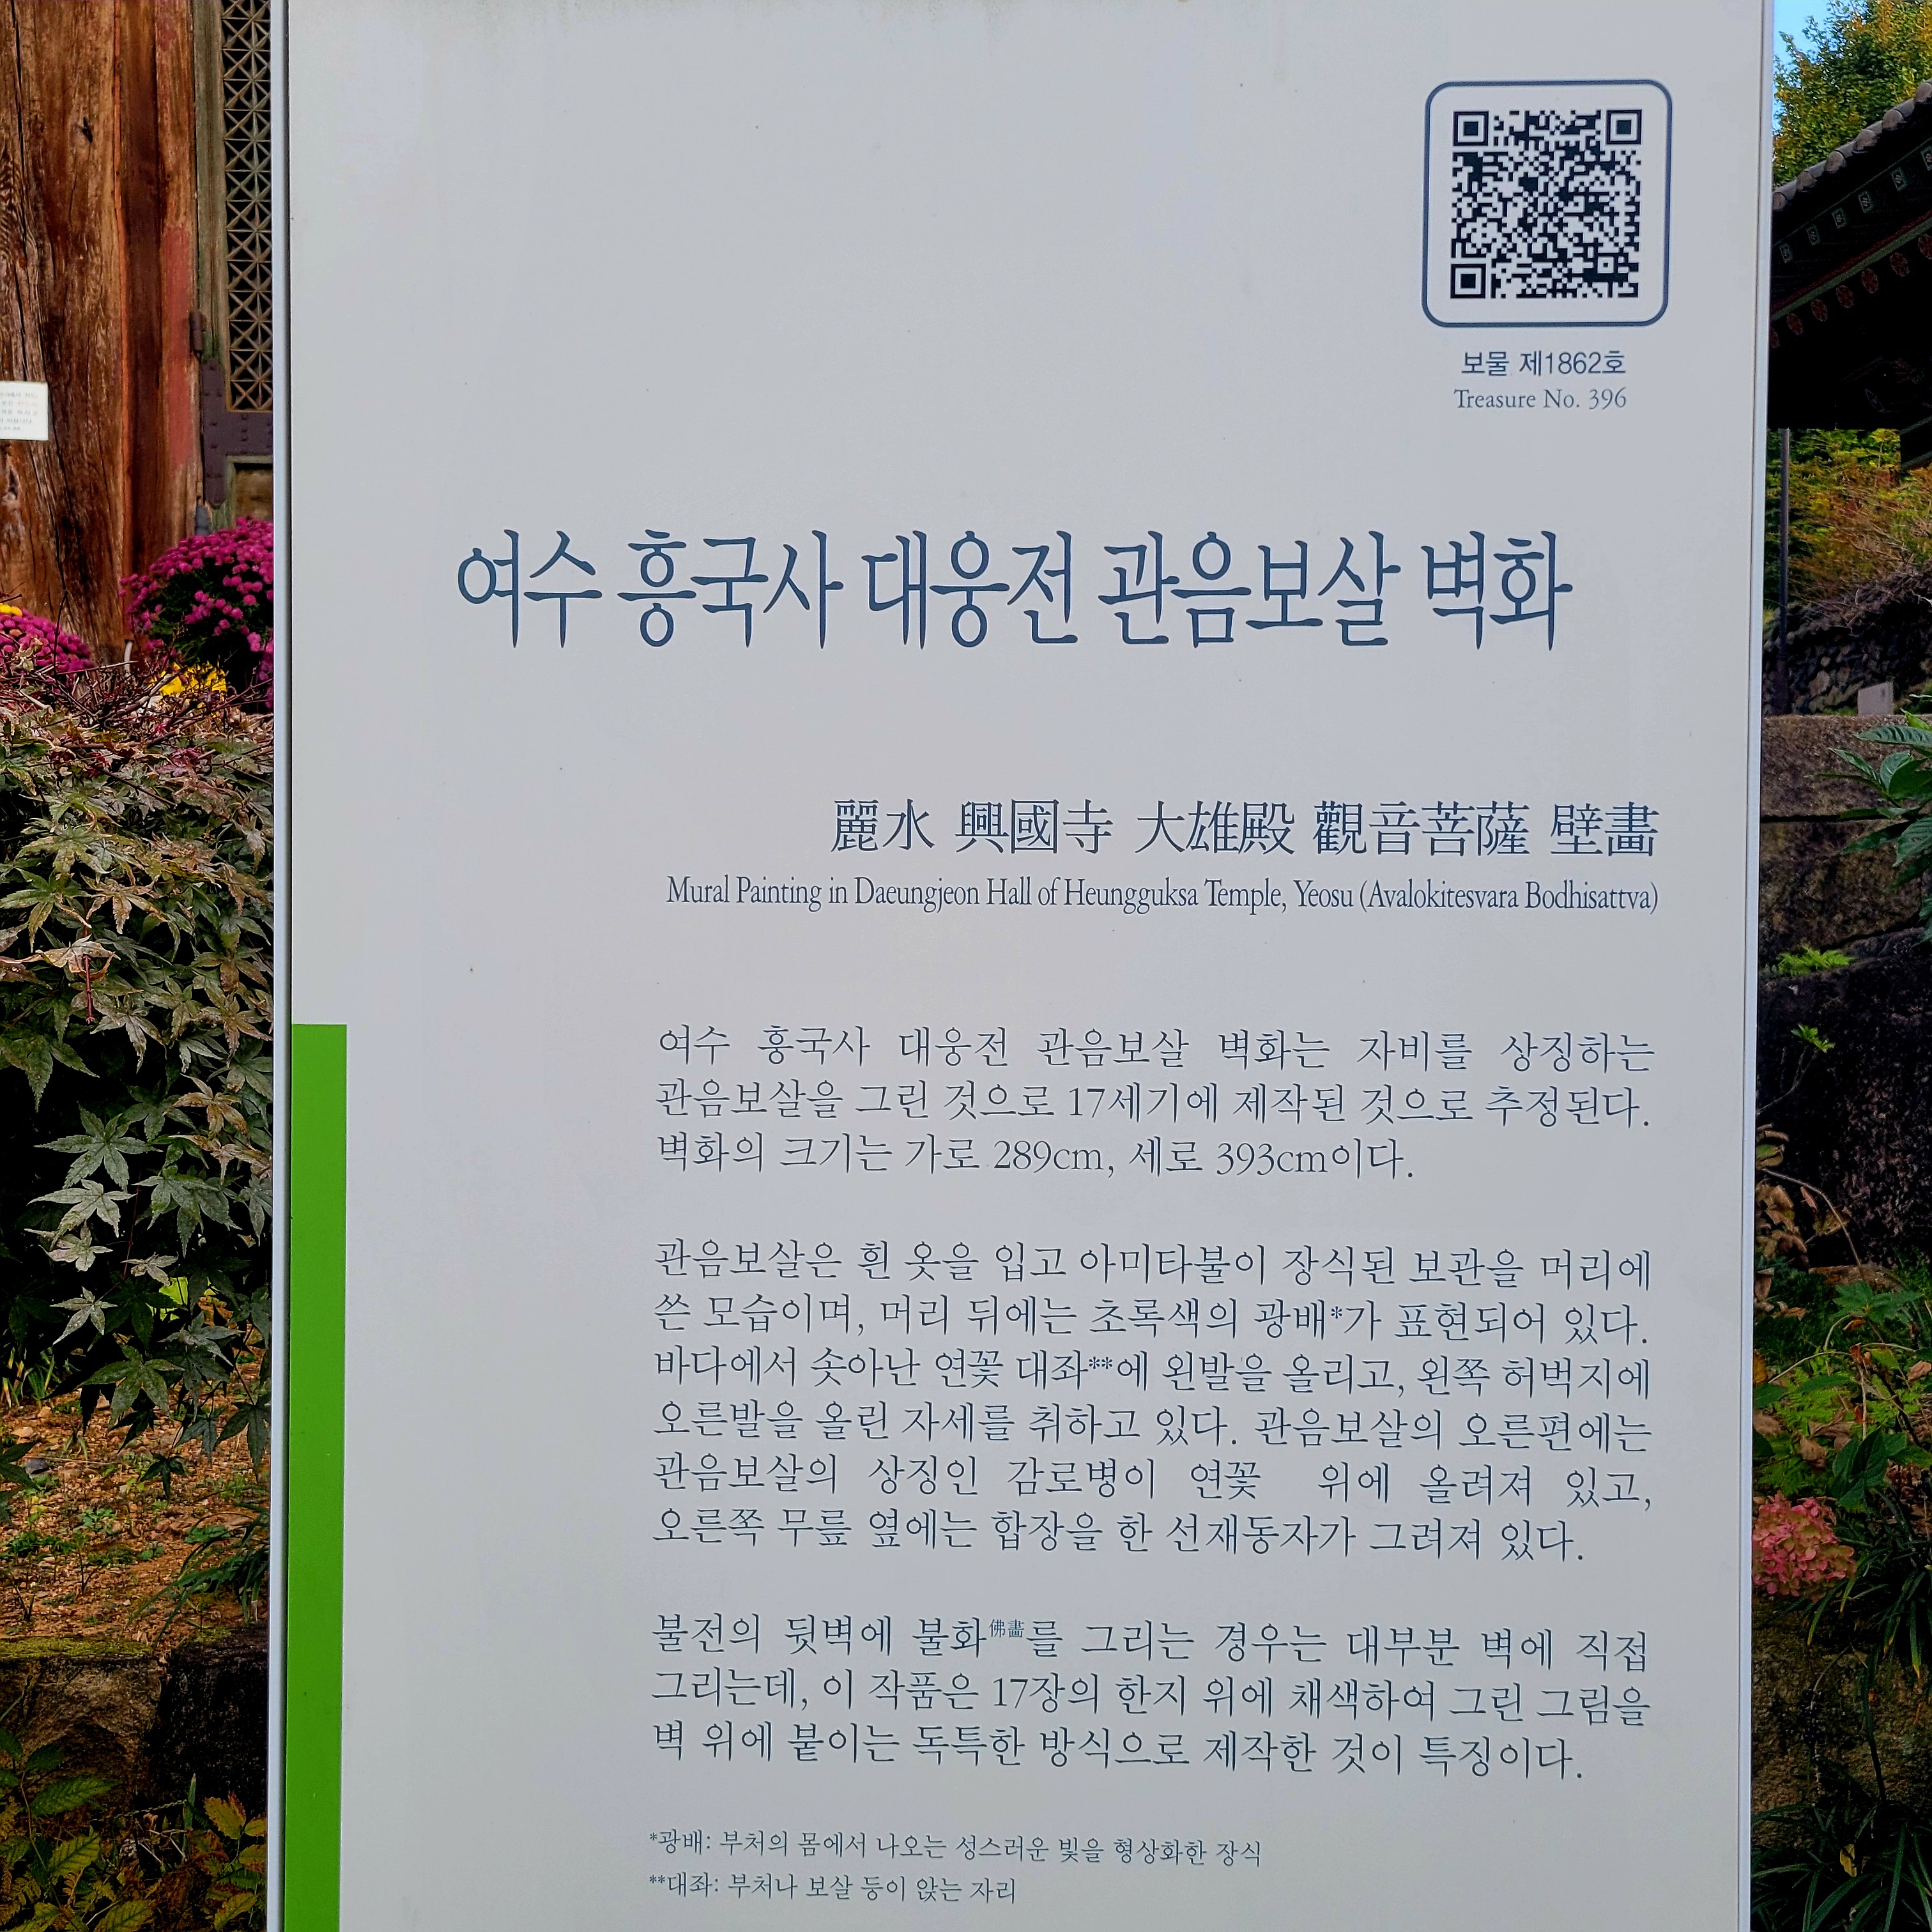 보물 제1862호
Treasure No. 396
여수 흥국사 대웅전 관음보살 벽화
麗水 興國寺 大雄殿 觀音菩薩 壁畵
Mural Painting in Daeungjeon Hall of Heungguksa Temple, Yeosu (Avalokitesvara Bodhisattva)
여수 흥국사 대웅전 관음보살 벽화는 자비를 상징하는
관음보살을 그린 것으로 17세기에 제작된 것으로 추정된다.
벽화의 크기는 가로 289cm, 세로 393cm이다.
관음보살은 흰 옷을 입고 아미타불이 장식된 보관을 머리에
쓴 모습이며, 머리 뒤에는 초록색의 광배*가 표현되어 있다.
바다에서 솟아난 연꽃 대좌**에 왼발을 올리고, 왼쪽 허벅지에
오른발을 올린 자세를 취하고 있다. 관음보살의 오른편에는
관음보살의 상징인 감로병이 연꽃 위에 올려져 있고,
오른쪽 무릎 옆에는 합장을 한 선재동자가 그려져 있다.
불전의 뒷벽에 불화佛畵를 그리는 경우는 대부분 벽에 직접
그리는데, 이 작품은 17장의 한지 위에 채색하여 그린 그림을
벽 위에 붙이는 독특한 방식으로 제작한 것이 특징이다.
*광배: 부처의 몸에서 나오는 성스러운 빛을 형상화한 장식
**대좌: 부처나 보살 등이 앉는 자리